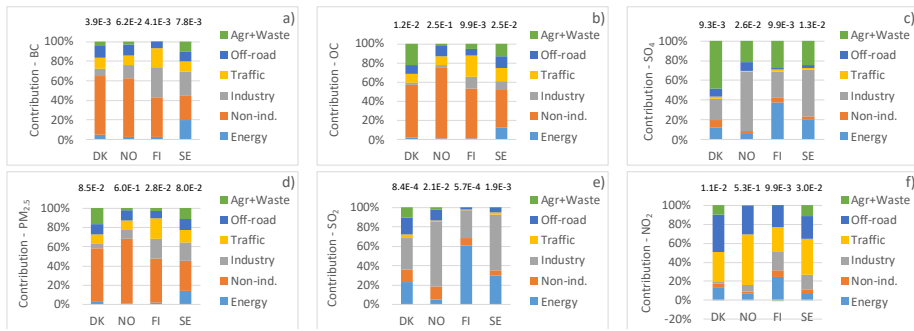 a)
3.9E-3 6.2E-2 4.1E-3 7.8E-3
Contribution - BC
100%
80%
60%
40%
20%
0%
DK NO FI SE
Agr+Waste
Off-road
Traffic
Industry
Non-ind.
Energy
b)
1.2E-2 2.5E-1 9.9E-3 2.5E-2
Contribution - OC
100%
80%
60%
40%
20%
0%
DK NO FI SE
Agr+Waste
Off-road
Traffic
Industry
Non-ind.
Energy
c)
9.3E-3 2.6E-2 9.9E-3 1.3E-2
Contribution - SO4
100%
80%
60%
40%
20%
0%
DK NO FI SE
Agr+Waste
Off-road
Traffic
Industry
Non-ind.
Energy
d)
8.5E-2 6.0E-1 2.8E-2 8.0E-2
Contribution - PM2.5
100%
80%
60%
40%
20%
0%
DK NO FI SE
Agr+Waste
Off-road
Traffic
Industry
Non-ind.
Energy
e)
8.4E-4 2.1E-2 5.7E-4 1.9E-3
Contribution - SO2
100%
80%
60%
40%
20%
0%
DK NO FI SE
Agr+Waste
Off-road
Traffic
Industry
Non-ind.
Energy
f)
1.1E-2 5.3E-1 9.9E-3 3.0E-2
Contribution - NO2
100%
80%
60%
40%
20%
0%
-20%
DK NO FI SE
Agr+Waste
Off-road
Traffic
Industry
Non-ind.
Energy